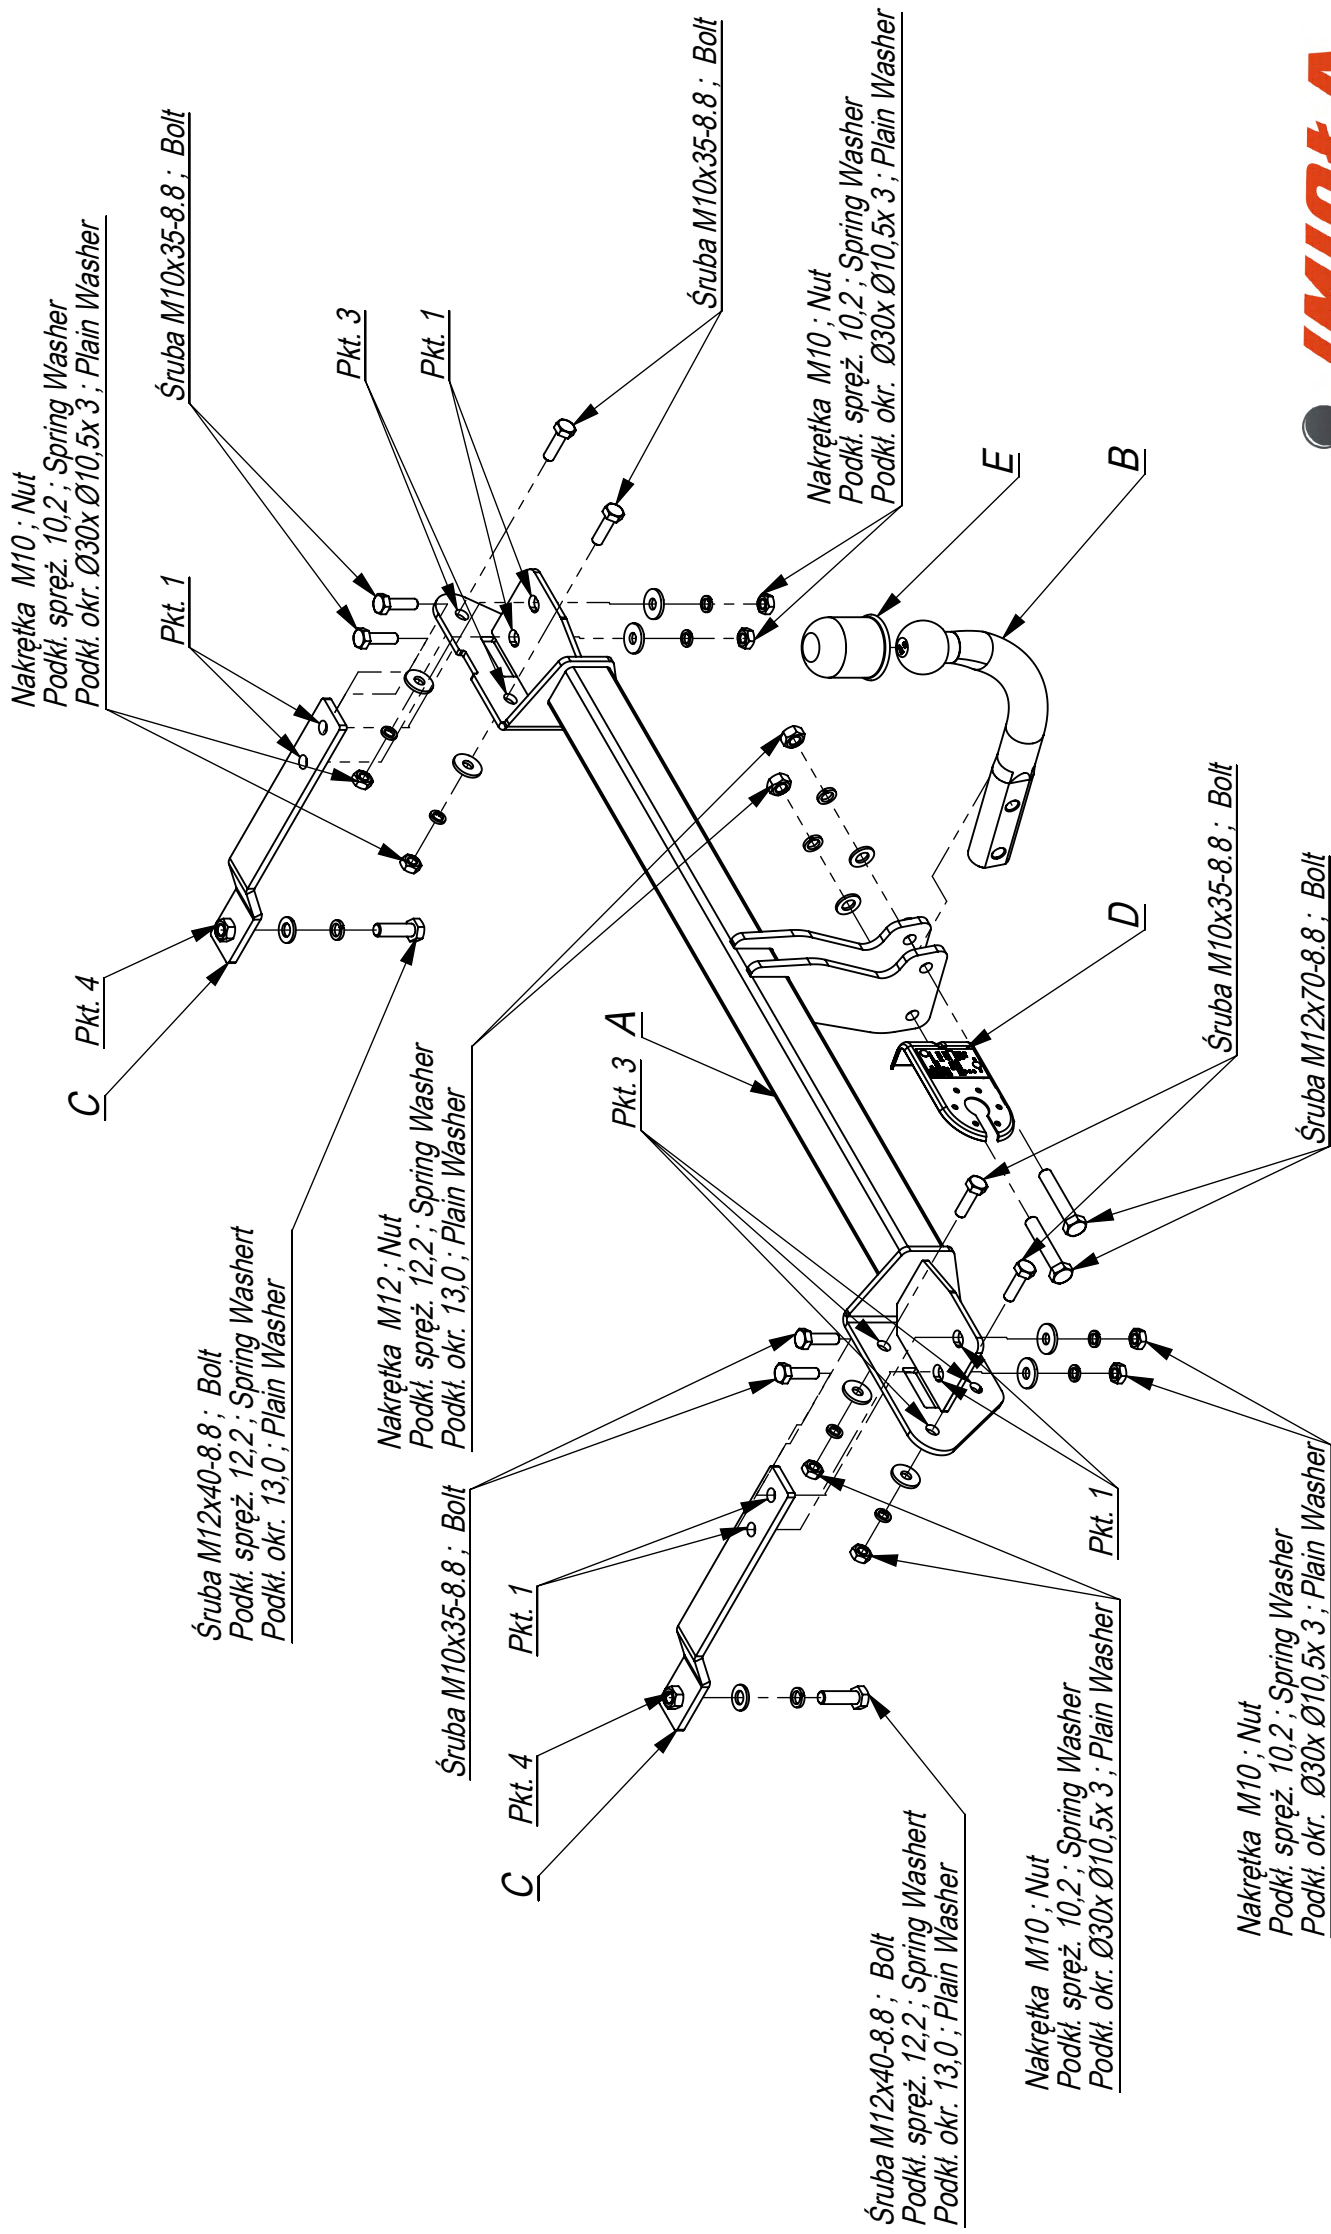 Nakrętka M10 ; Nut
Podkł. spręż. 10,2 ; Spring Washer
Podkł. okr. Ø30x Ø10,5x 3 ; Plain Washer
Śruba M10x35-8.8 ; Bolt
Pkt. 1
Pkt. 3
Pkt. 1
Śruba M10x35-8.8 ; Bolt
Nakrętka M10 ; Nut
Podkł. spręż. 10,2 ; Spring Washer
Podkł. okr. Ø30x Ø10,5x 3 ; Plain Washer
Pkt. 4
C
E
B
Śruba M12x40-8.8 ; Bolt
Podkł. spręż. 12,2 ; Spring Washert
Podkł. okr. 13,0 ; Plain Washer
Nakrętka M12 ; Nut
Podkł. spręż. 12,2 ; Spring Washer
Podkł. okr. 13,0 ; Plain Washer
A
Pkt. 3
D
Śruba M10x35-8.8 ; Bolt
Śruba M12x70-8.8 ; Bolt
Śruba M10x35-8.8 ; Bolt
Pkt. 1
Pkt. 4
C
Pkt. 1
Śruba M12x40-8.8 ; Bolt
Podkł. spręż. 12,2 ; Spring Washert
Podkł. okr. 13,0 ; Plain Washer
Nakrętka M10 ; Nut
Podkł. spręż. 10,2 ; Spring Washer
Podkł. okr. Ø30x Ø10,5x 3 ; Plain Washer
Nakrętka M10 ; Nut
Podkł. spręż. 10,2 ; Spring Washer
Podkł. okr. Ø30x Ø10,5x 3 ; Plain Washer